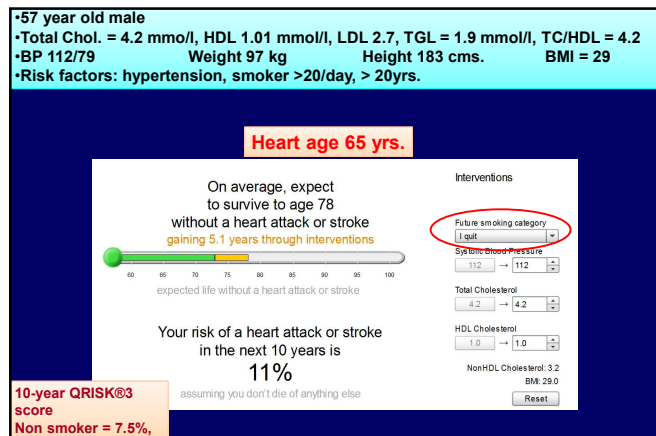 •57 year old male
•Total Chol. = 4.2 mmo/l, HDL 1.01 mmol/l, LDL 2.7, TGL = 1.9 mmol/l, TC/HDL = 4.2
•BP 112/79 Weight 97 kg Height 183 cms. BMI = 29
•Risk factors: hypertension, smoker >20/day, > 20yrs.
Heart age 65 yrs.
On average, expect
to survive to age 78
without a heart attack or stroke
gaining 5.1 years through interventions
60 65 70 75 80 85 90 95 100
expected life without a heart attack or stroke
Your risk of a heart attack or stroke
in the next 10 years is
11%
assuming you don't die of anything else
Interventions
Future smoking category
I quit
Systolic Blood Pressure
112 → 112
Total Cholesterol
4.2 → 4.2
HDL Cholesterol
1.0 → 1.0
NonHDL Cholesterol: 3.2
BMI: 29.0
Reset
10-year QRISK®3
score
Non smoker = 7.5%,